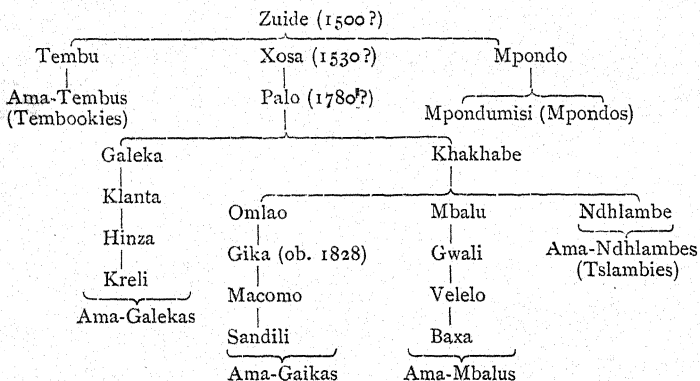 Zuide (1500?)
Tembu Xosa (1530?) Mpondo
Ama-Tembus Palo (1780?)
(Tembookies) Mpondumisi (Mpondos)
Galeka Khakhabe
Klanta
Omlao Mbalu Ndhlambe
Hinza
Gika (ob. 1828) Gwali Ama-Ndhlambes
(Tslambies)
Kreli
Macomo Velelo
Ama-Galekas
Sandili Baxa
Ama-Gaikas Ama-Mbalus